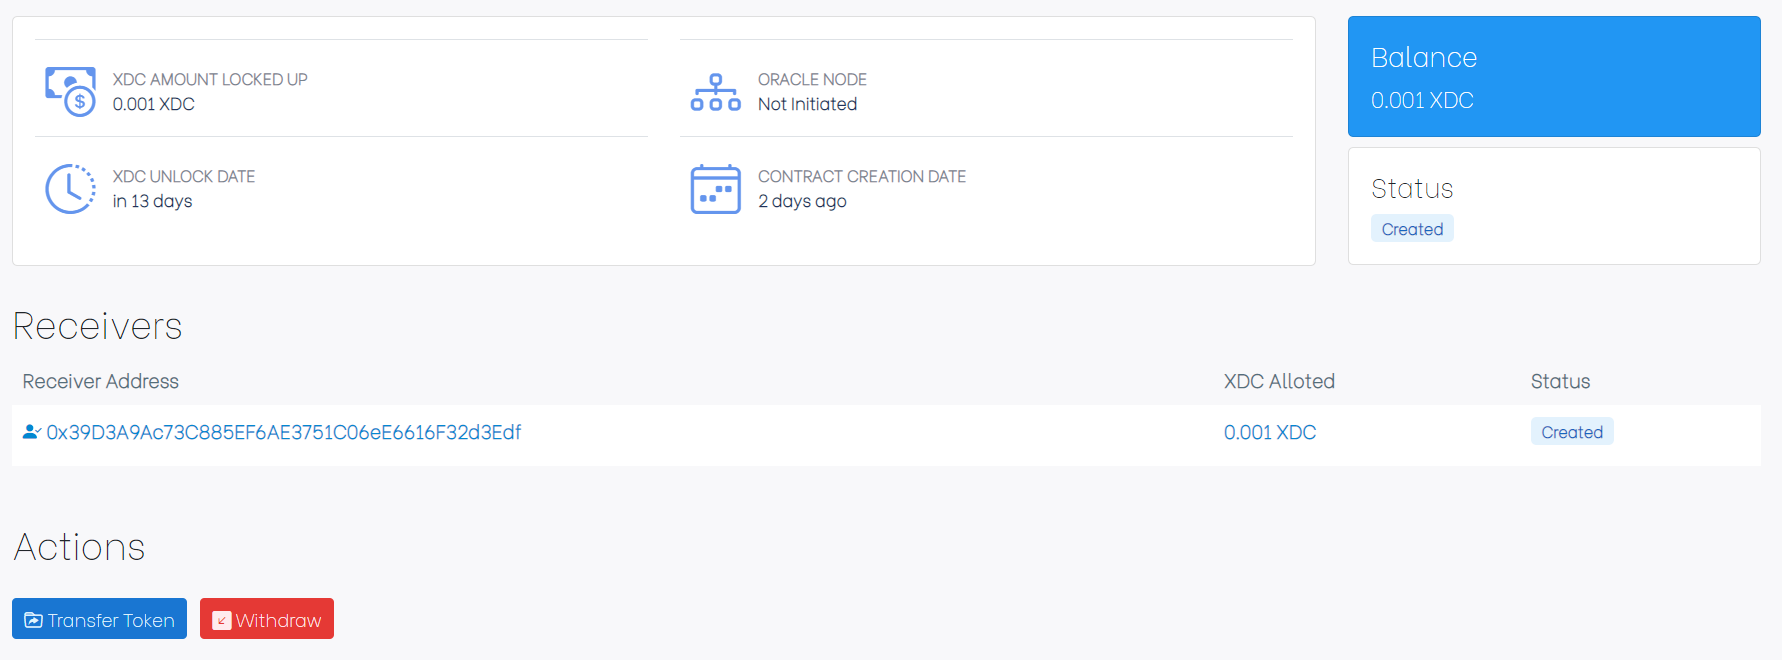 XDC AMOUNT LOCKED UP
0.001 XDC
ORACLE NODE
Not Initiated
XDC UNLOCK DATE
in 13 days
CONTRACT CREATION DATE
2 days ago
Balance
0.001 XDC
Status
Created
Receivers
Receiver Address XDC Alloted Status
0x39D3A9Ac73C885EF6AE3751C06eE6616F32d3Edf 0.001 XDC Created
Actions
Transfer Token Withdraw